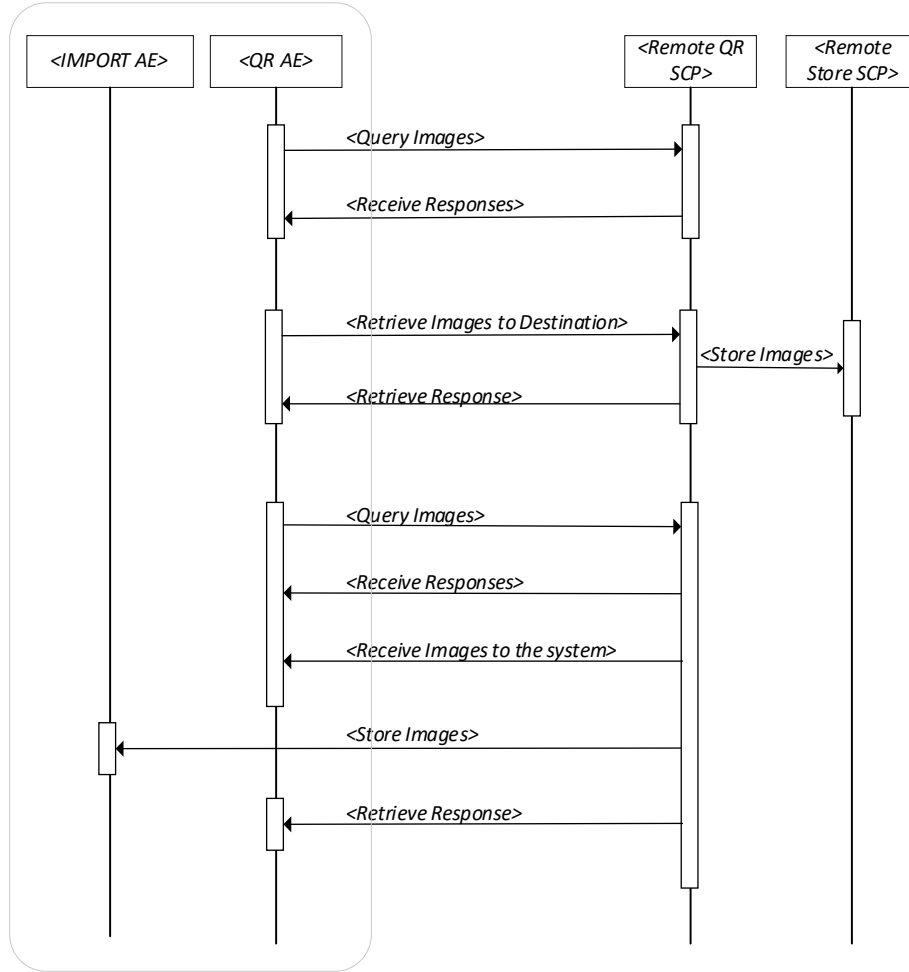 <IMPORT AE>
<QR AE>
<Remote QR
SCP>
<Remote
Store SCP>
<Query Images>
<Receive Responses>
<Retrieve Images to Destination>
<Store Images>
<Retrieve Response>
<Query Images>
<Receive Responses>
<Receive Images to the system>
<Store Images>
<Retrieve Response>